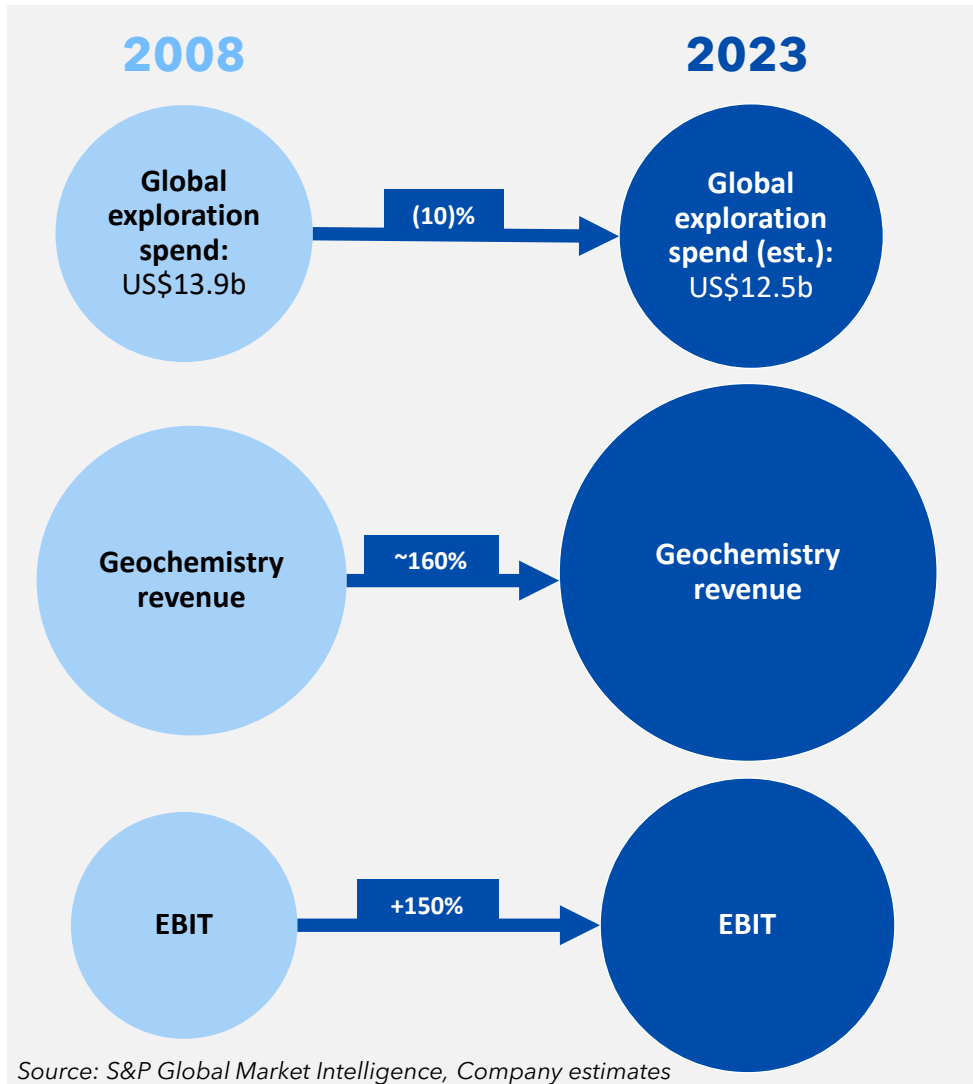 2008
2023
Global
exploration
spend:
US$13.9b
(10)%
Global
exploration
spend (est.):
US$12.5b
Geochemistry
revenue
~160%
Geochemistry
revenue
EBIT
+150%
EBIT
Source: S&P Global Market Intelligence, Company estimates